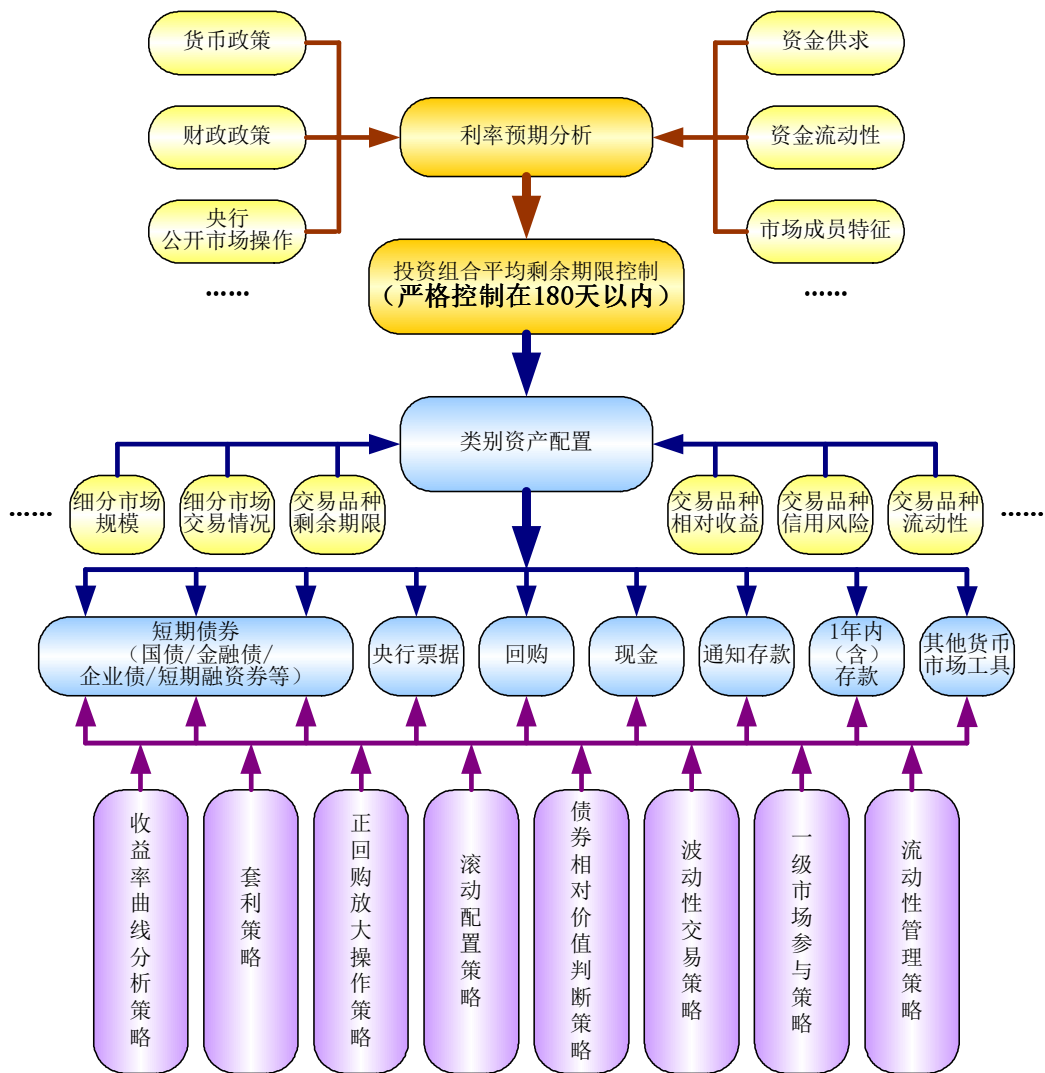 货币政策
资金供求
利率预期分析
财政政策
资金流动性
央行
公开市场操作
市场成员特征
投资组合平均剩余期限控制
（严格控制在180天以内）
……
……
类别资产配置
……
细分市场
规模
细分市场
交易情况
交易品种
剩余期限
交易品种
相对收益
交易品种
信用风险
交易品种
流动性
……
短期债券
（国债/金融债/
企业债/短期融资券等）
央行票据
回购
现金
通知存款
1年内
（含）
存款
其他货币
市场工具
收益率曲线分析策略
套利策略
正回购放大操作策略
滚动配置策略
债券相对价值判断策略
波动性交易策略
一级市场参与策略
流动性管理策略